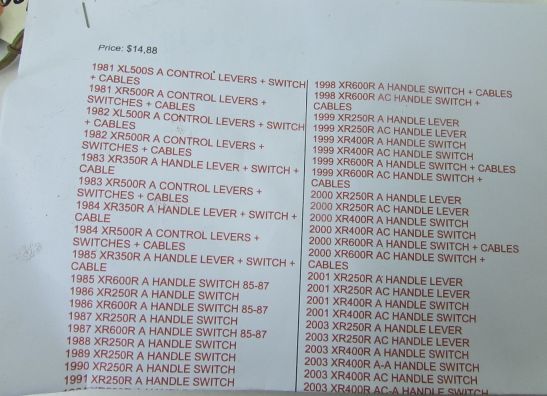 Price: $14,88
1981 XL500S A CONTROL LEVERS + SWITCH
+ CABLES
1981 XR500R A CONTROL LEVERS +
SWITCHES + CABLES
1982 XL500R A CONTROL LEVERS + SWITCH
+ CABLES
1982 XR500R A CONTROL LEVERS +
SWITCHES + CABLES
1983 XR350R A HANDLE LEVER + SWITCH +
CABLE
1983 XR500R A CONTROL LEVERS +
SWITCHES + CABLES
1984 XR350R A HANDLE LEVER + SWITCH +
CABLE
1984 XR500R A CONTROL LEVERS +
SWITCHES + CABLES
1985 XR350R A HANDLE LEVER + SWITCH +
CABLE
1985 XR600R A HANDLE SWITCH 85-87
1986 XR250R A HANDLE SWITCH
1986 XR600R A HANDLE SWITCH 85-87
1987 XR250R A HANDLE SWITCH
1987 XR600R A HANDLE SWITCH 85-87
1988 XR250R A HANDLE SWITCH
1989 XR250R A HANDLE SWITCH
1990 XR250R A HANDLE SWITCH
1991 XR250R A HANDLE SWITCH
1998 XR600R A HANDLE SWITCH + CABLES
1998 XR600R AC HANDLE SWITCH +
CABLES
1999 XR250R A HANDLE LEVER
1999 XR250R AC HANDLE LEVER
1999 XR400R A HANDLE SWITCH
1999 XR400R AC HANDLE SWITCH
1999 XR600R A HANDLE SWITCH + CABLES
1999 XR600R AC HANDLE SWITCH +
CABLES
2000 XR250R A HANDLE LEVER
2000 XR250R AC HANDLE LEVER
2000 XR400R A HANDLE SWITCH
2000 XR400R AC HANDLE SWITCH
2000 XR600R A HANDLE SWITCH + CABLES
2000 XR600R AC HANDLE SWITCH +
CABLES
2001 XR250R A HANDLE LEVER
2001 XR250R AC HANDLE LEVER
2001 XR400R A HANDLE SWITCH
2001 XR400R AC HANDLE SWITCH
2003 XR250R A HANDLE LEVER
2003 XR250R AC HANDLE LEVER
2003 XR400R A HANDLE SWITCH
2003 XR400R A-A HANDLE SWITCH
2003 XR400R AC HANDLE SWITCH
2003 XR400R AC-A HANDLE SWITCH